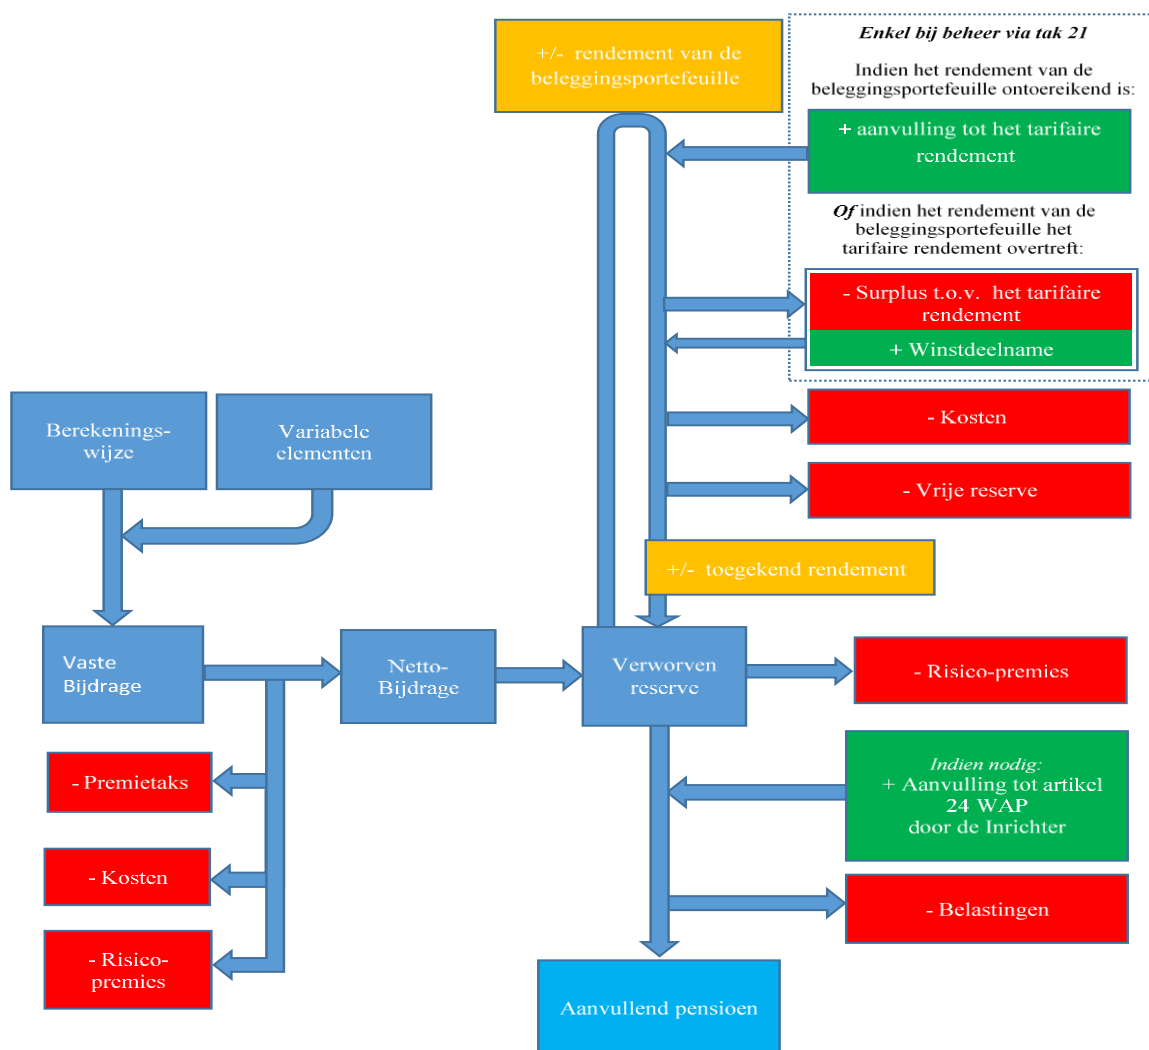 +/- rendement van de
beleggingsportefeuille
Enkel bij beheer via tak 21
Indien het rendement van de
beleggingsportefeuille ontoereikend is:
+ aanvulling tot het tarifaire
rendement
Of indien het rendement van de
beleggingsportefeuille het
tarifaire rendement overtreft:
- Surplus t.o.v. het tarifaire
rendement
+ Winstdeelname
- Kosten
- Vrije reserve
+/- toegekend rendement
Berekenings-
wijze
Variabele
elementen
Vaste
Bijdrage
Netto-
Bijdrage
Verworven
reserve
- Risico-premies
- Premietaks
- Kosten
- Risico-
premies
Indien nodig:
+ Aanvulling tot artikel
24 WAP
door de Inrichter
- Belastingen
Aanvullend pensioen